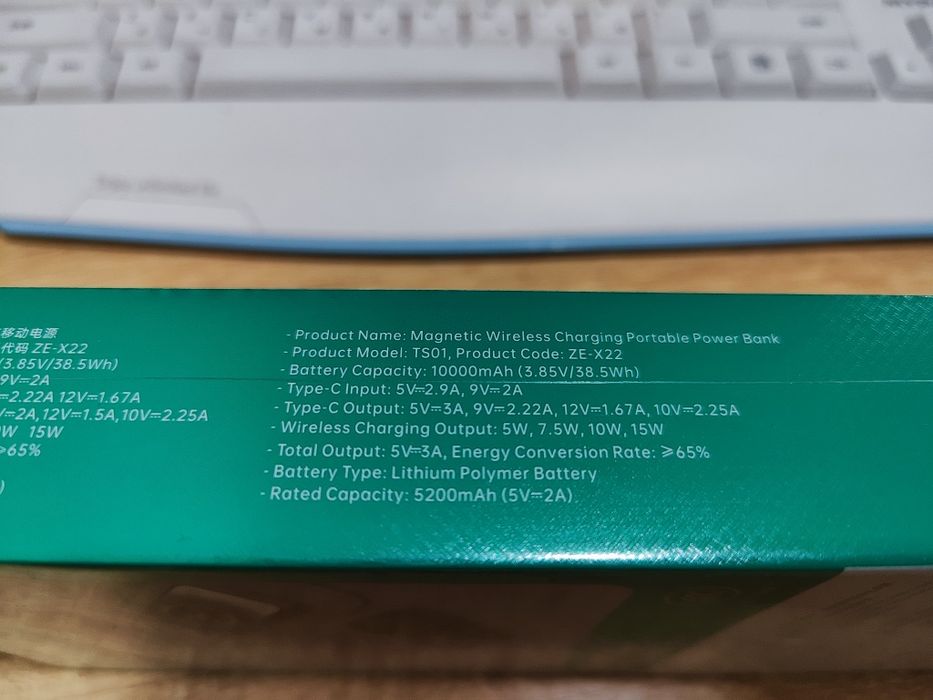 移动电源
代码 ZE-X22
(3.85V/38.5Wh)
9V⎓2A
⎓2.22A 12V⎓1.67A
V⎓2A,12V⎓1.5A,10V⎓2.25A
W 15W
≥65%
)
- Product Name: Magnetic Wireless Charging Portable Power Bank
- Product Model: TS01, Product Code: ZE-X22
- Battery Capacity: 10000mAh (3.85V/38.5Wh)
- Type-C Input: 5V⎓2.9A, 9V⎓2A
- Type-C Output: 5V⎓3A, 9V⎓2.22A, 12V⎓1.67A, 10V⎓2.25A
- Wireless Charging Output: 5W, 7.5W, 10W, 15W
- Total Output: 5V⎓3A, Energy Conversion Rate: ≥65%
- Battery Type: Lithium Polymer Battery
- Rated Capacity: 5200mAh (5V⎓2A)